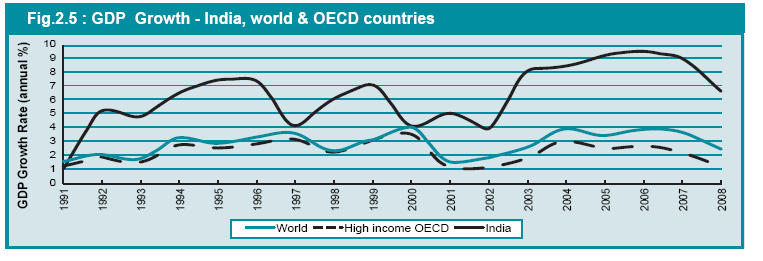 Fig.2.5 : GDP Growth - India, world & OECD countries
GDP Growth Rate (annual %)
10
9
8
7
6
5
4
3
2
1
0
1991 1992 1993 1994 1995 1996 1997 1998 1999 2000 2001 2002 2003 2004 2005 2006 2007 2008
World High income OECD India